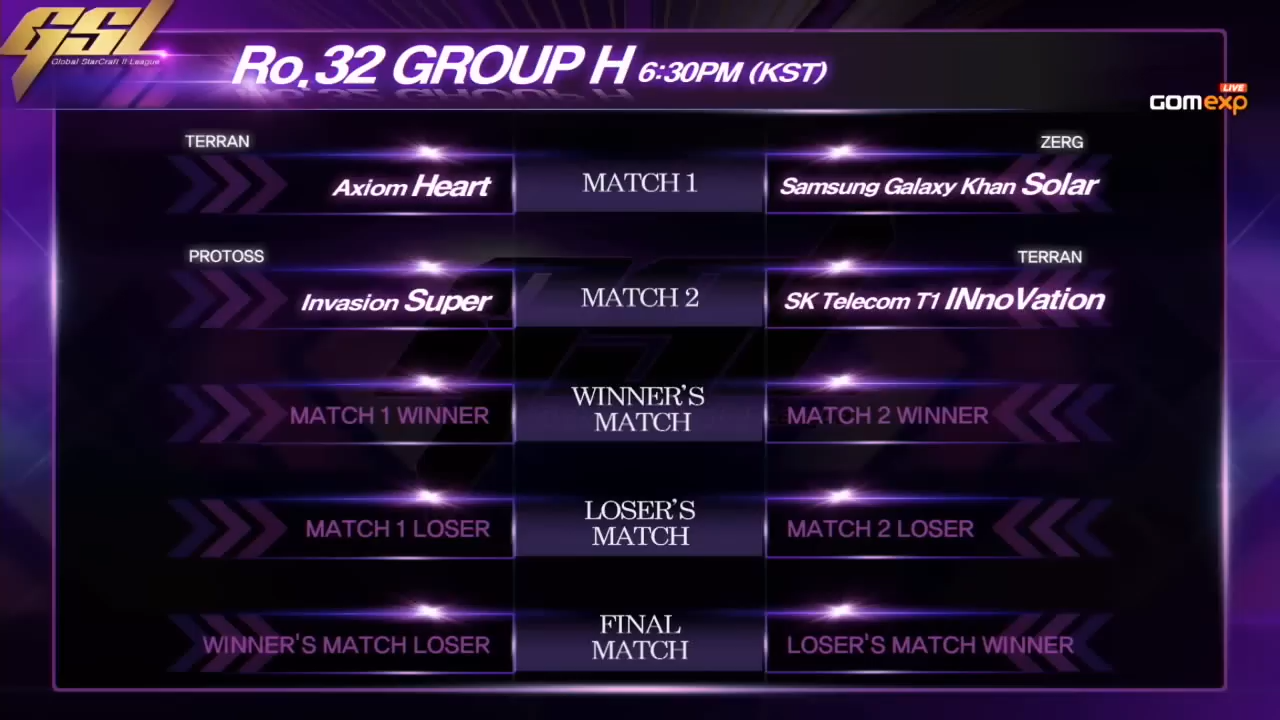 GSL
Global StarCraft II League
Ro.32 GROUP H 6:30PM (KST)
LIVE
GOMexp
TERRAN
ZERG
Axiom Heart
MATCH 1
Samsung Galaxy Khan Solar
PROTOSS
TERRAN
Invasion Super
MATCH 2
SK Telecom T1 INnoVation
MATCH 1 WINNER
WINNER'S
MATCH
MATCH 2 WINNER
MATCH 1 LOSER
LOSER'S
MATCH
MATCH 2 LOSER
WINNER'S MATCH LOSER
FINAL
MATCH
LOSER'S MATCH WINNER